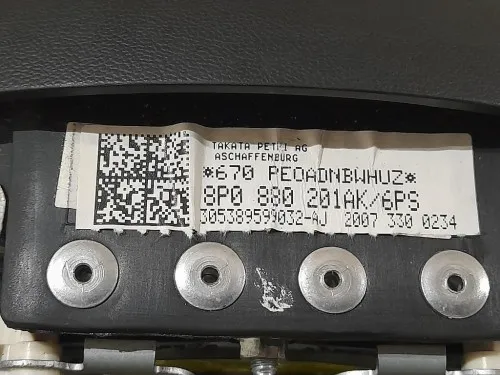 TAKATA PETRI AG
ASCHAFFENBURG
*670 PEOADNBWHUZ*
8P0 880 201AK/6PS
305389599032-AJ 2007 330 0234